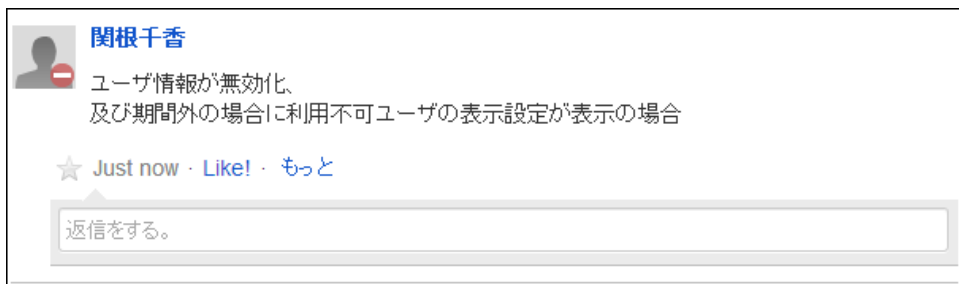 関根千香
ユーザ情報が無効化、
及び期間外の場合に利用不可ユーザの表示設定が表示の場合
Just now · Like! · もっと
返信をする。